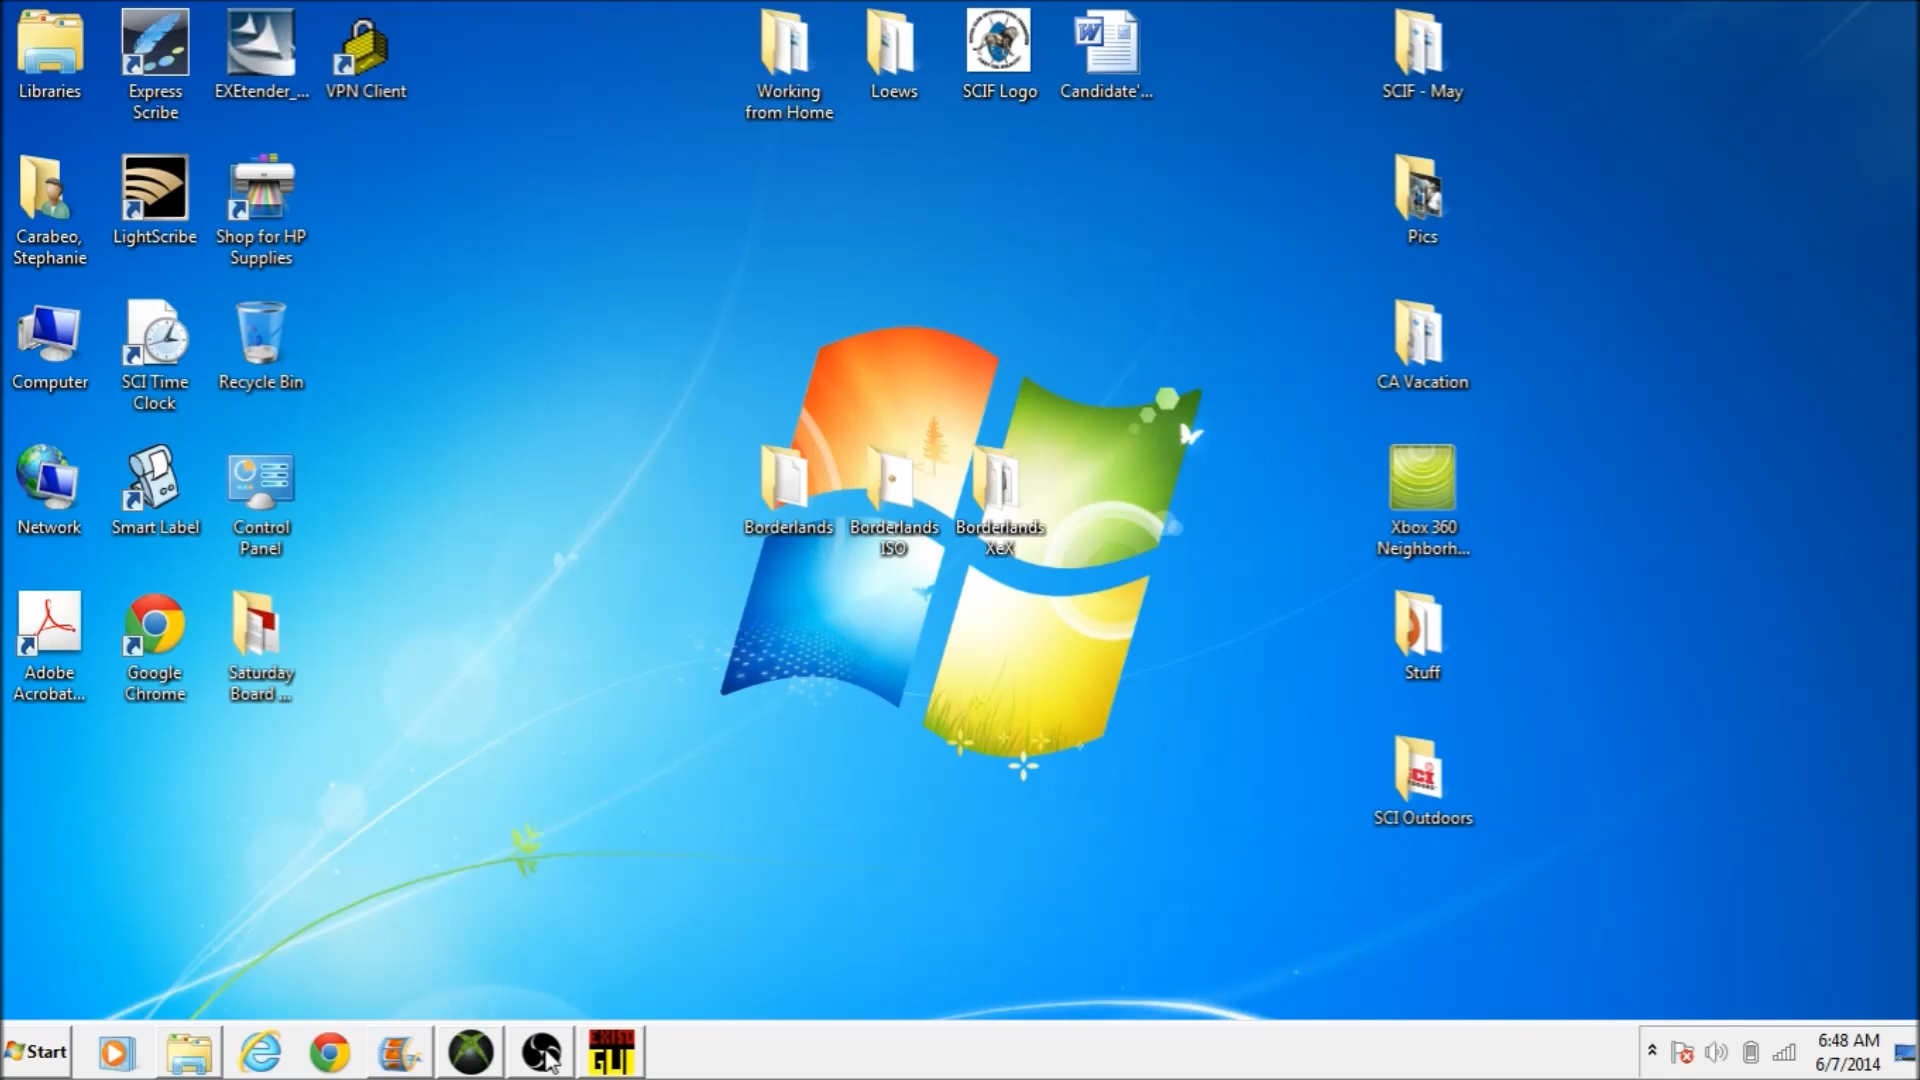 Libraries
Express
Scribe
EXEtender_...
VPN Client
Working
from Home
Loews
SCIF Logo
Candidate'...
SCIF - May
Carabeo,
Stephanie
LightScribe
Shop for HP
Supplies
Pics
Computer
SCI Time
Clock
Recycle Bin
CA Vacation
Network
Smart Label
Control
Panel
Borderlands
Borderlands
ISO
Borderlands
XeX
Xbox 360
Neighborh...
Adobe
Acrobat...
Google
Chrome
Saturday
Board ...
Stuff
SCI Outdoors
Start
EXISO
GUI
6:48 AM
6/7/2014